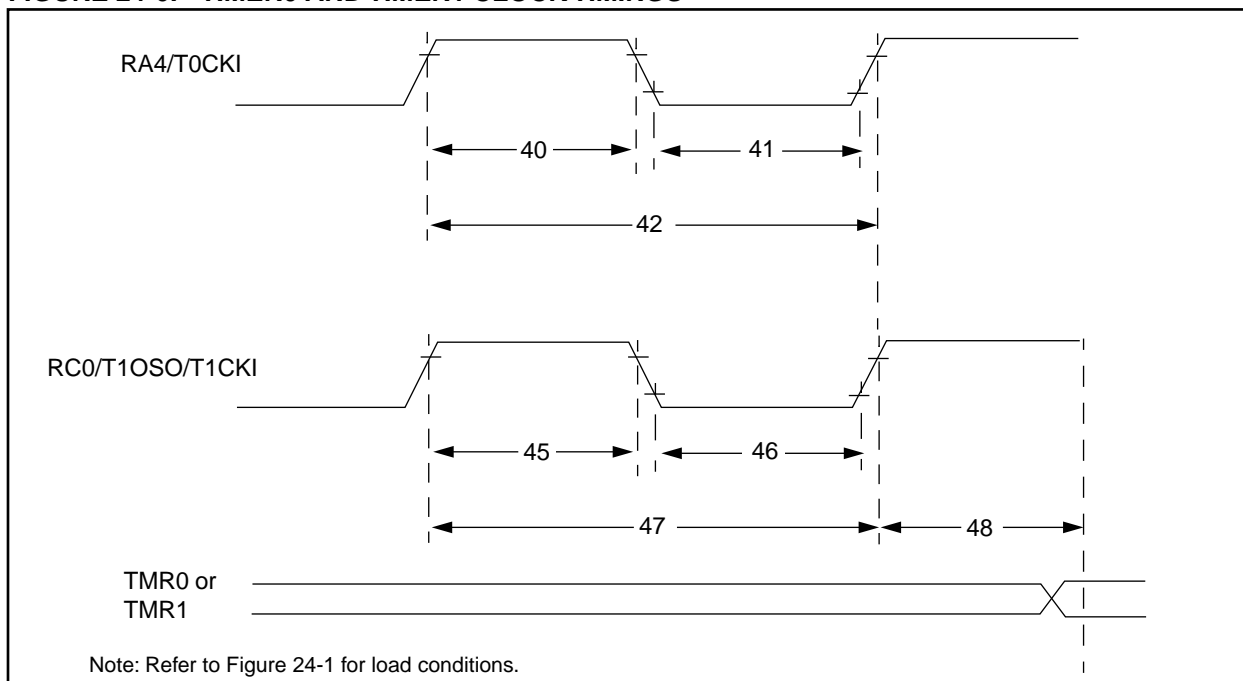 RA4/T0CKI
40
41
42
RC0/T1OSO/T1CKI
45
46
47
48
TMR0 or
TMR1
Note: Refer to Figure 24-1 for load conditions.